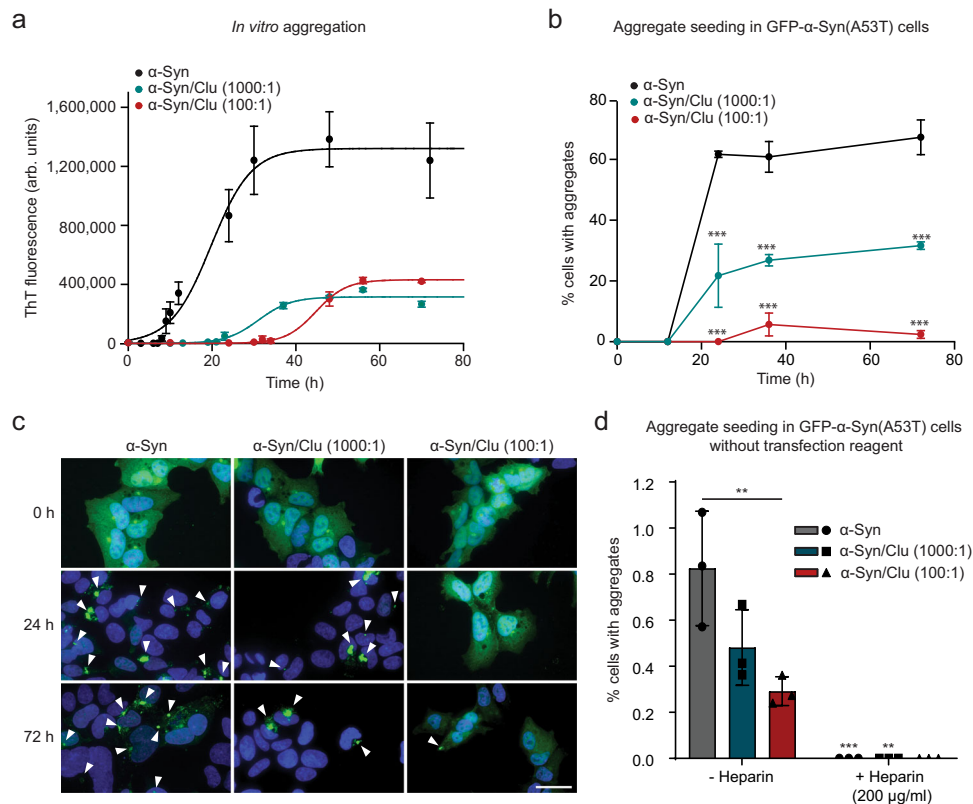 a
In vitro aggregation
α-Syn
α-Syn/Clu (1000:1)
α-Syn/Clu (100:1)
ThT fluorescence (arb. units)
1,600,000
1,200,000
800,000
400,000
0
0 20 40 60 80
Time (h)
b
Aggregate seeding in GFP-α-Syn(A53T) cells
α-Syn
α-Syn/Clu (1000:1)
α-Syn/Clu (100:1)
% cells with aggregates
80
60
40
20
0
*** *** ***
*** *** ***
0 20 40 60 80
Time (h)
c
α-Syn α-Syn/Clu (1000:1) α-Syn/Clu (100:1)
0 h
24 h
72 h
d
Aggregate seeding in GFP-α-Syn(A53T) cells
without transfection reagent
% cells with aggregates
1.2
1.0
0.8
0.6
0.4
0.2
0.0
**
α-Syn
α-Syn/Clu (1000:1)
α-Syn/Clu (100:1)
*** **
- Heparin + Heparin
(200 µg/ml)